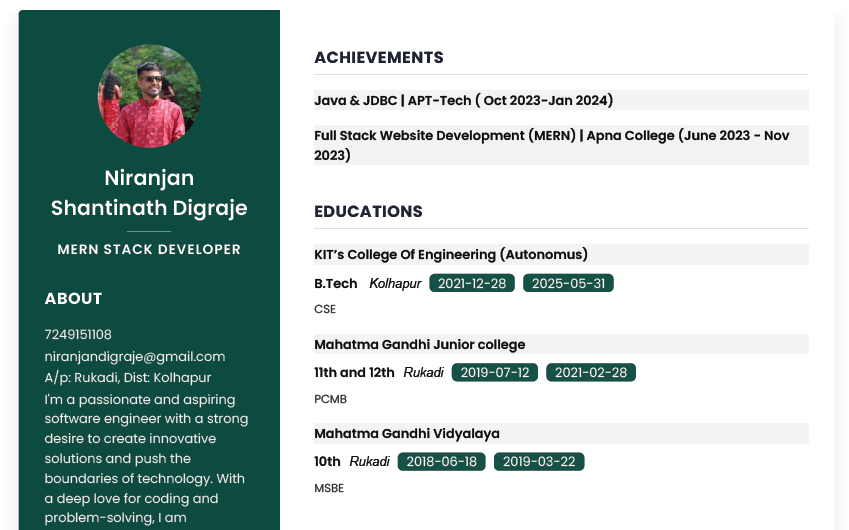 Niranjan
Shantinath Digraje
MERN STACK DEVELOPER
ABOUT
7249151108
niranjandigraje@gmail.com
A/p: Rukadi, Dist: Kolhapur
I'm a passionate and aspiring
software engineer with a strong
desire to create innovative
solutions and push the
boundaries of technology. With
a deep love for coding and
problem-solving, I am
ACHIEVEMENTS
Java & JDBC | APT-Tech ( Oct 2023-Jan 2024)
Full Stack Website Development (MERN) | Apna College (June 2023 - Nov
2023)
EDUCATIONS
KIT’s College Of Engineering (Autonomus)
B.Tech Kolhapur 2021-12-28 2025-05-31
CSE
Mahatma Gandhi Junior college
11th and 12th Rukadi 2019-07-12 2021-02-28
PCMB
Mahatma Gandhi Vidyalaya
10th Rukadi 2018-06-18 2019-03-22
MSBE